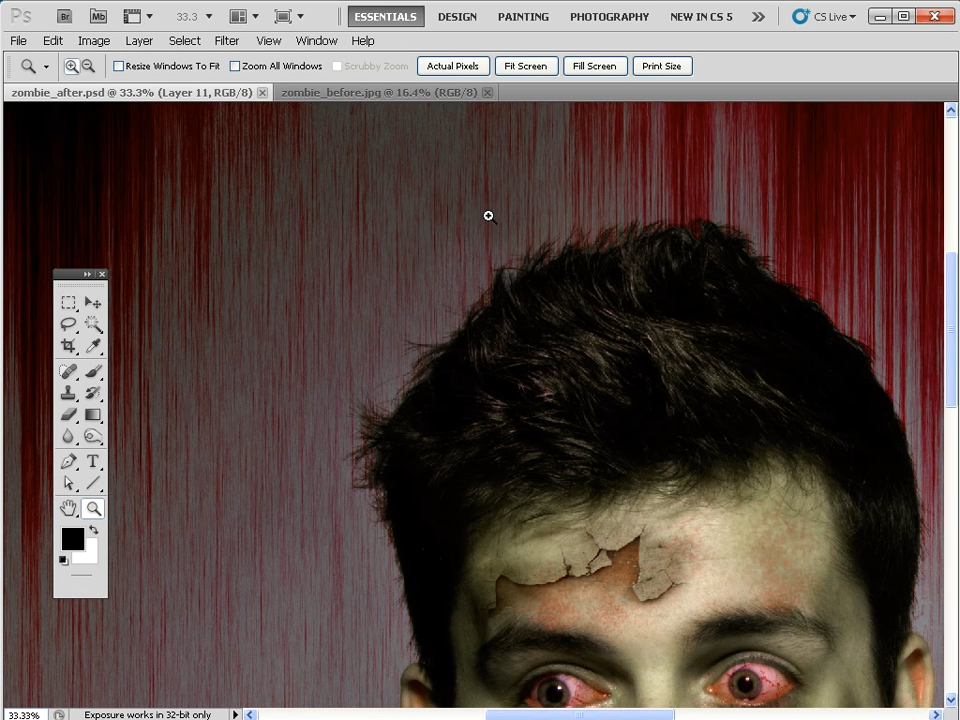 Ps Br Mb 33.3 ESSENTIALS DESIGN PAINTING PHOTOGRAPHY NEW IN CS 5 CS Live
File Edit Image Layer Select Filter View Window Help
Resize Windows To Fit Zoom All Windows Scrubby Zoom Actual Pixels Fit Screen Fill Screen Print Size
zombie_after.psd @ 33.3% (Layer 11, RGB/8) zombie_before.jpg @ 16.4% (RGB/8)
T
33.33% Exposure works in 32-bit only